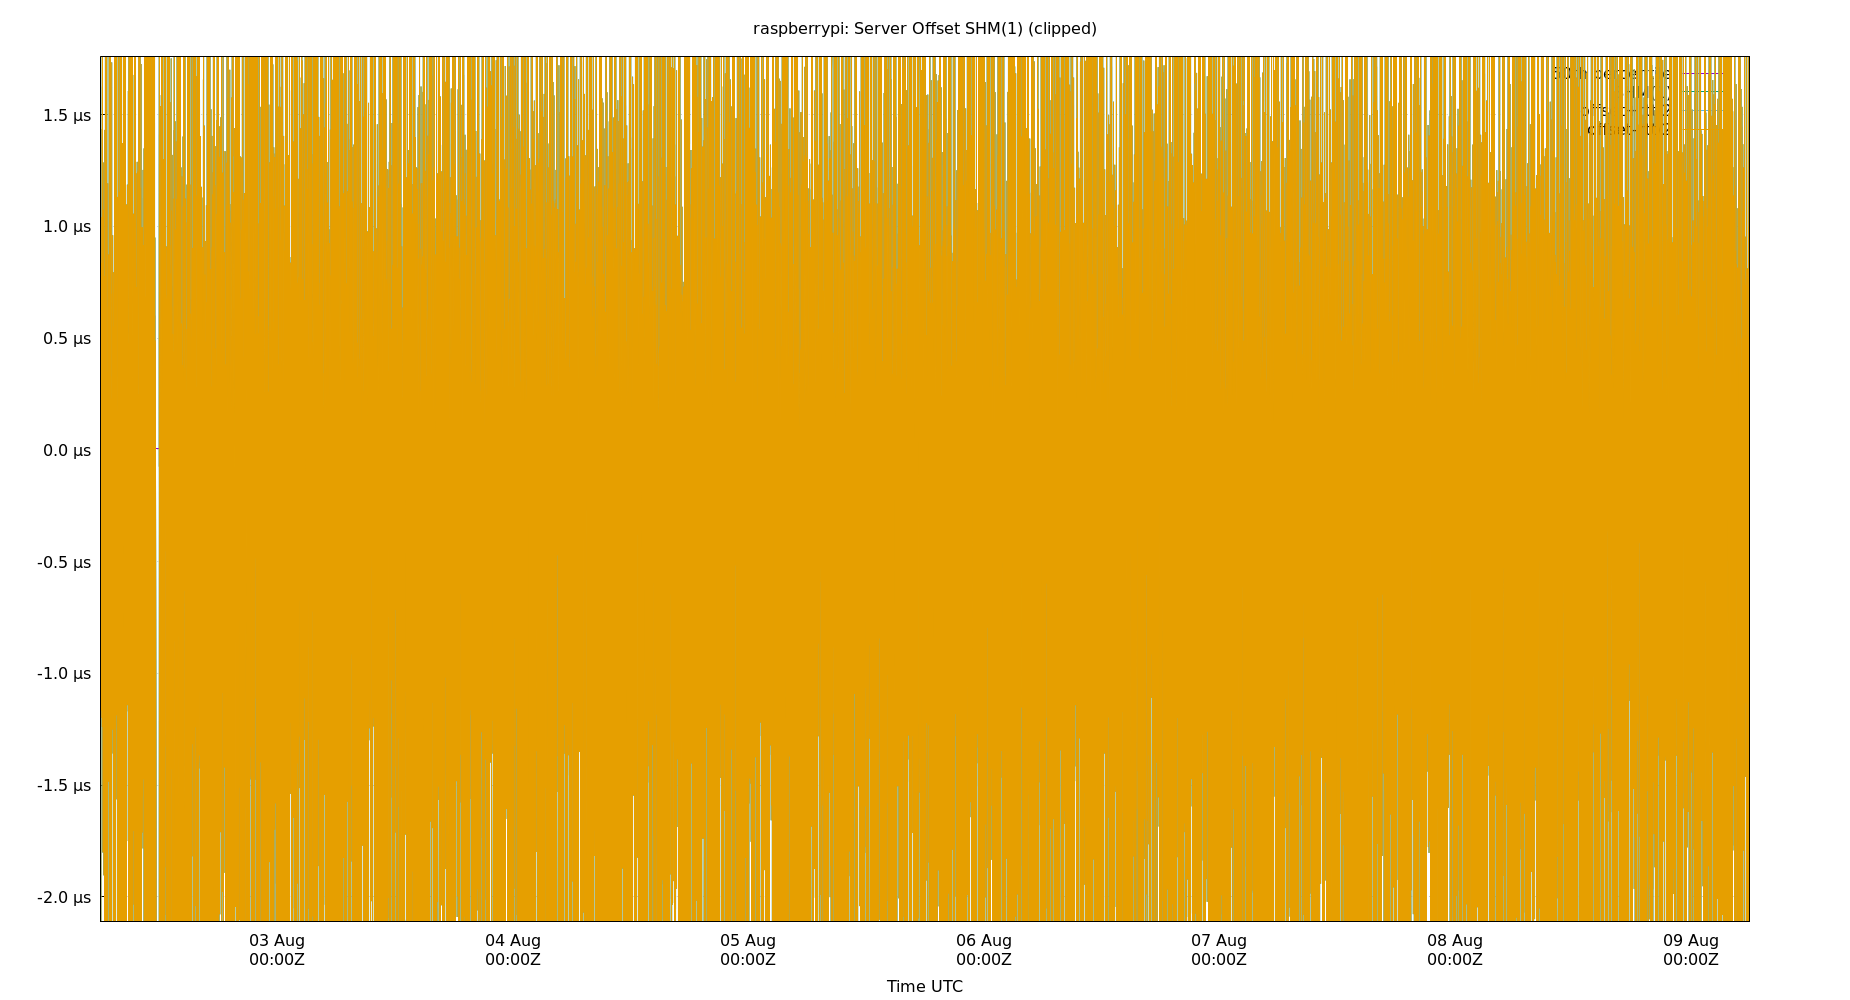 raspberrypi: Server Offset SHM(1) (clipped)
1.5 µs
1.0 µs
0.5 µs
0.0 µs
-0.5 µs
-1.0 µs
-1.5 µs
-2.0 µs
03 Aug 04 Aug 05 Aug 06 Aug 07 Aug 08 Aug 09 Aug
00:00Z 00:00Z 00:00Z 00:00Z 00:00Z 00:00Z 00:00Z
Time UTC